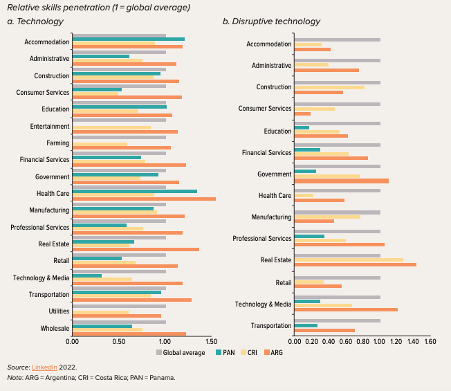 Relative skills penetration (1 = global average)
a. Technology
b. Disruptive technology
Accommodation
Administrative
Construction
Consumer Services
Education
Entertainment
Farming
Financial Services
Government
Health Care
Manufacturing
Professional Services
Real Estate
Retail
Technology & Media
Transportation
Utilities
Wholesale
0.00 0.50 1.00 1.50
Accommodation
Administrative
Construction
Consumer Services
Education
Financial Services
Government
Health Care
Manufacturing
Professional Services
Real Estate
Retail
Technology & Media
Transportation
0.00 0.20 0.40 0.60 0.80 1.00 1.20 1.40 1.60
Global average PAN CRI ARG
Source: LinkedIn 2022.
Note: ARG = Argentina; CRI = Costa Rica; PAN = Panama.